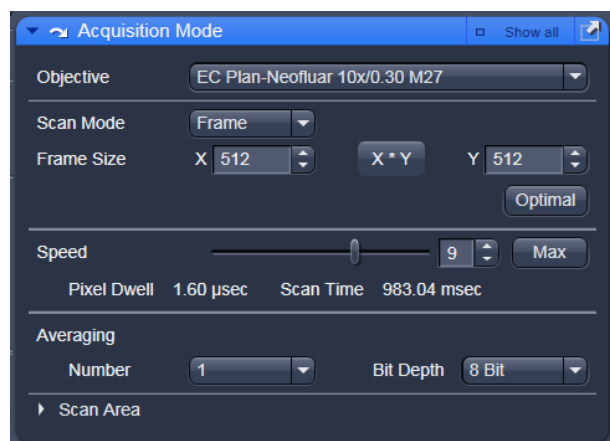 Acquisition Mode Show all
Objective EC Plan-Neofluar 10x/0.30 M27
Scan Mode Frame
Frame Size X 512 X * Y Y 512
Optimal
Speed 9 Max
Pixel Dwell 1.60 µsec Scan Time 983.04 msec
Averaging
Number 1 Bit Depth 8 Bit
Scan Area